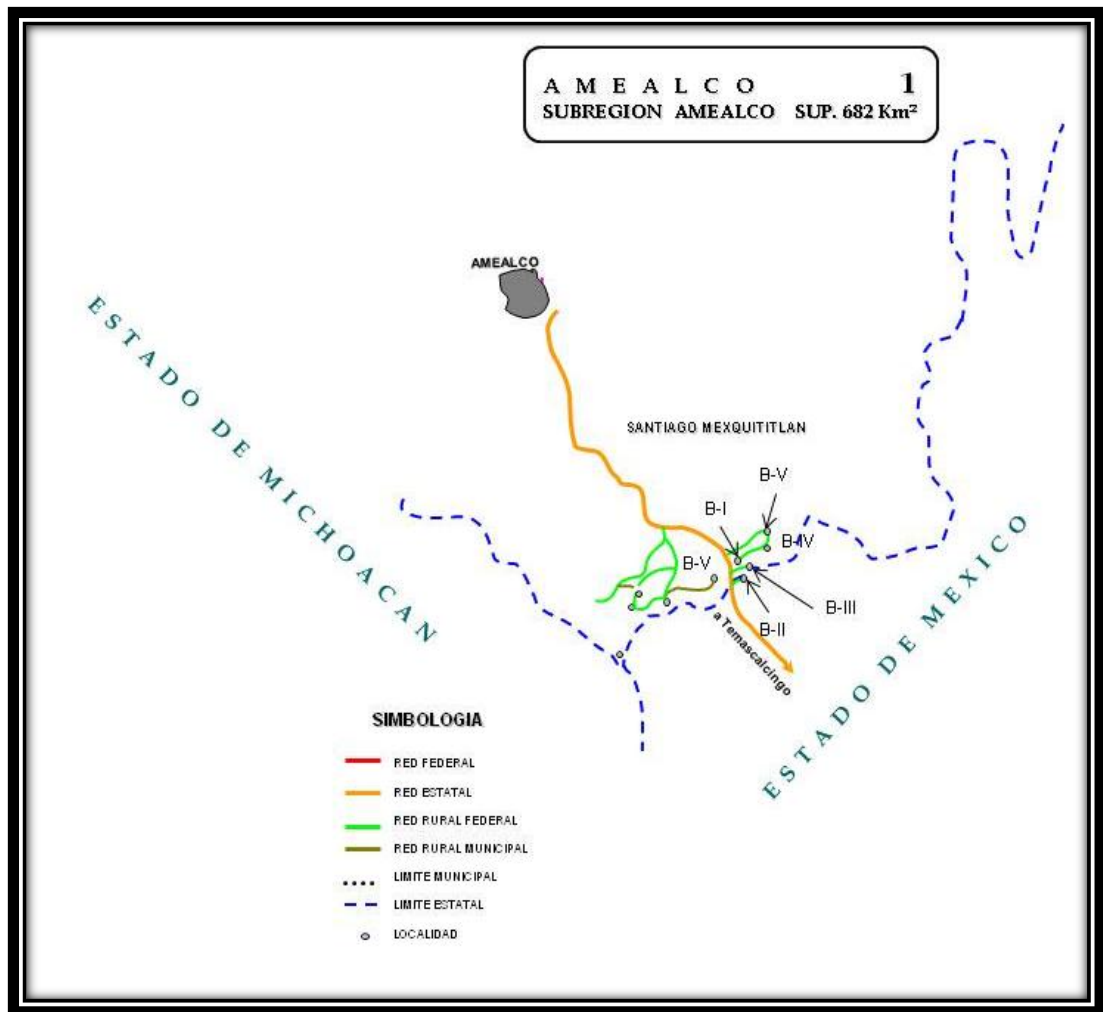 A M E A L C O 1
SUBREGION AMEALCO SUP. 682 Km²
AMEALCO
ESTADO DE MICHOACAN
SANTIAGO MEXQUITITLAN
B-V
B-I
B-IV
B-V
B-III
B-II
a Temascalcingo
ESTADO DE MEXICO
SIMBOLOGIA
RED FEDERAL
RED ESTATAL
RED RURAL FEDERAL
RED RURAL MUNICIPAL
LIMITE MUNICIPAL
LIMITE ESTATAL
LOCALIDAD